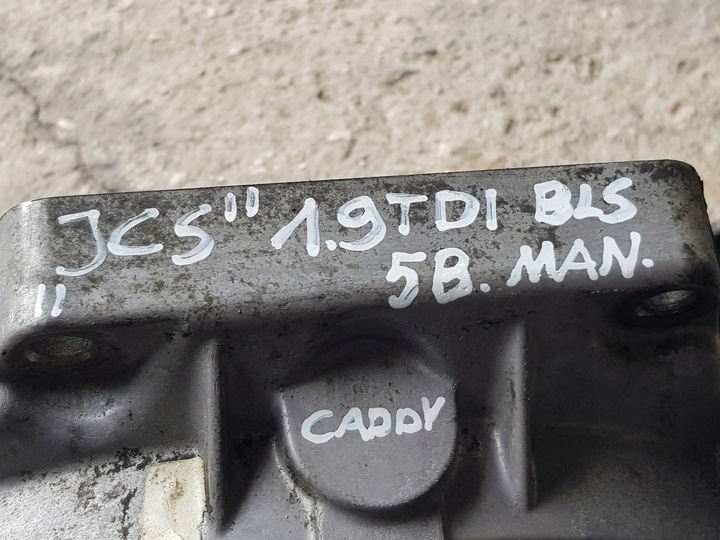 „JCS" 1.9TDI BLS
5B. MAN.
CADDY